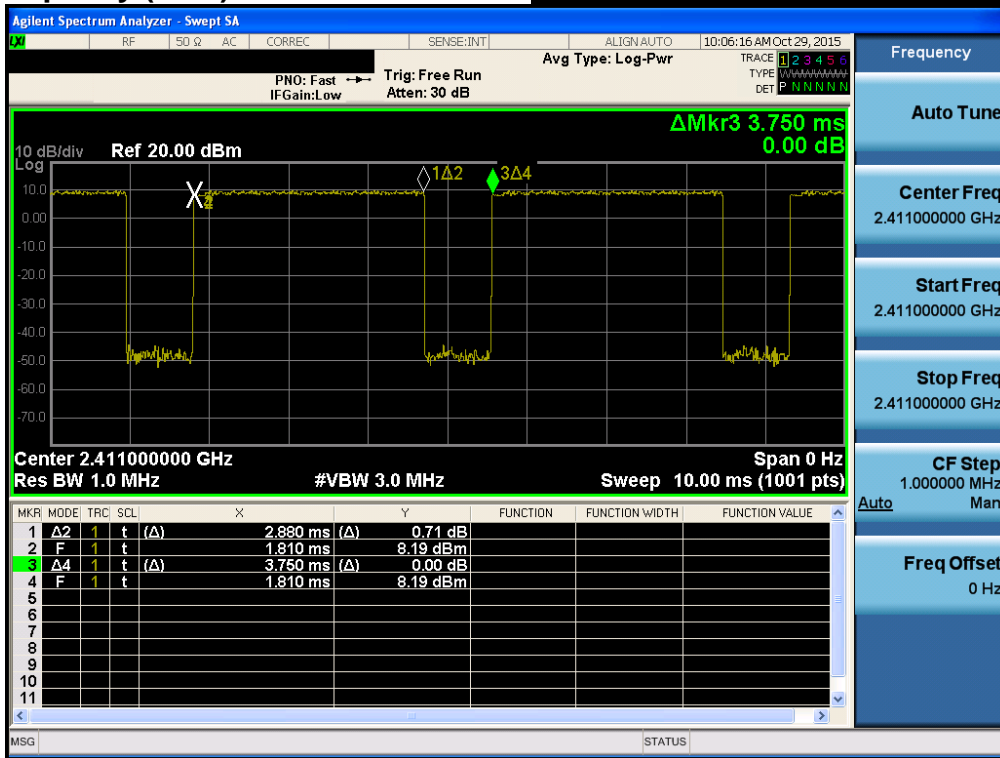 Agilent Spectrum Analyzer - Swept SA
LXI RF 50 Ω AC CORREC SENSE:INT ALIGN AUTO 10:06:16 AM Oct 29, 2015
Avg Type: Log-Pwr TRACE 1 2 3 4 5 6
PNO: Fast Trig: Free Run TYPE
IFGain:Low Atten: 30 dB DET P N N N N N
ΔMkr3 3.750 ms
0.00 dB
10 dB/div Ref 20.00 dBm
Log
1Δ2 3Δ4
10.0
0.00
-10.0
-20.0
-30.0
-40.0
-50.0
-60.0
-70.0
Center 2.411000000 GHz Span 0 Hz
Res BW 1.0 MHz #VBW 3.0 MHz Sweep 10.00 ms (1001 pts)
MKR MODE TRC SCL X Y FUNCTION FUNCTION WIDTH FUNCTION VALUE
1 Δ2 1 t (Δ) 2.880 ms (Δ) 0.71 dB
2 F 1 t 1.810 ms 8.19 dBm
3 Δ4 1 t (Δ) 3.750 ms (Δ) 0.00 dB
4 F 1 t 1.810 ms 8.19 dBm
5
6
7
8
9
10
11
MSG STATUS
Frequency
Auto Tune
Center Freq
2.411000000 GHz
Start Freq
2.411000000 GHz
Stop Freq
2.411000000 GHz
CF Step
1.000000 MHz
Auto Man
Freq Offset
0 Hz